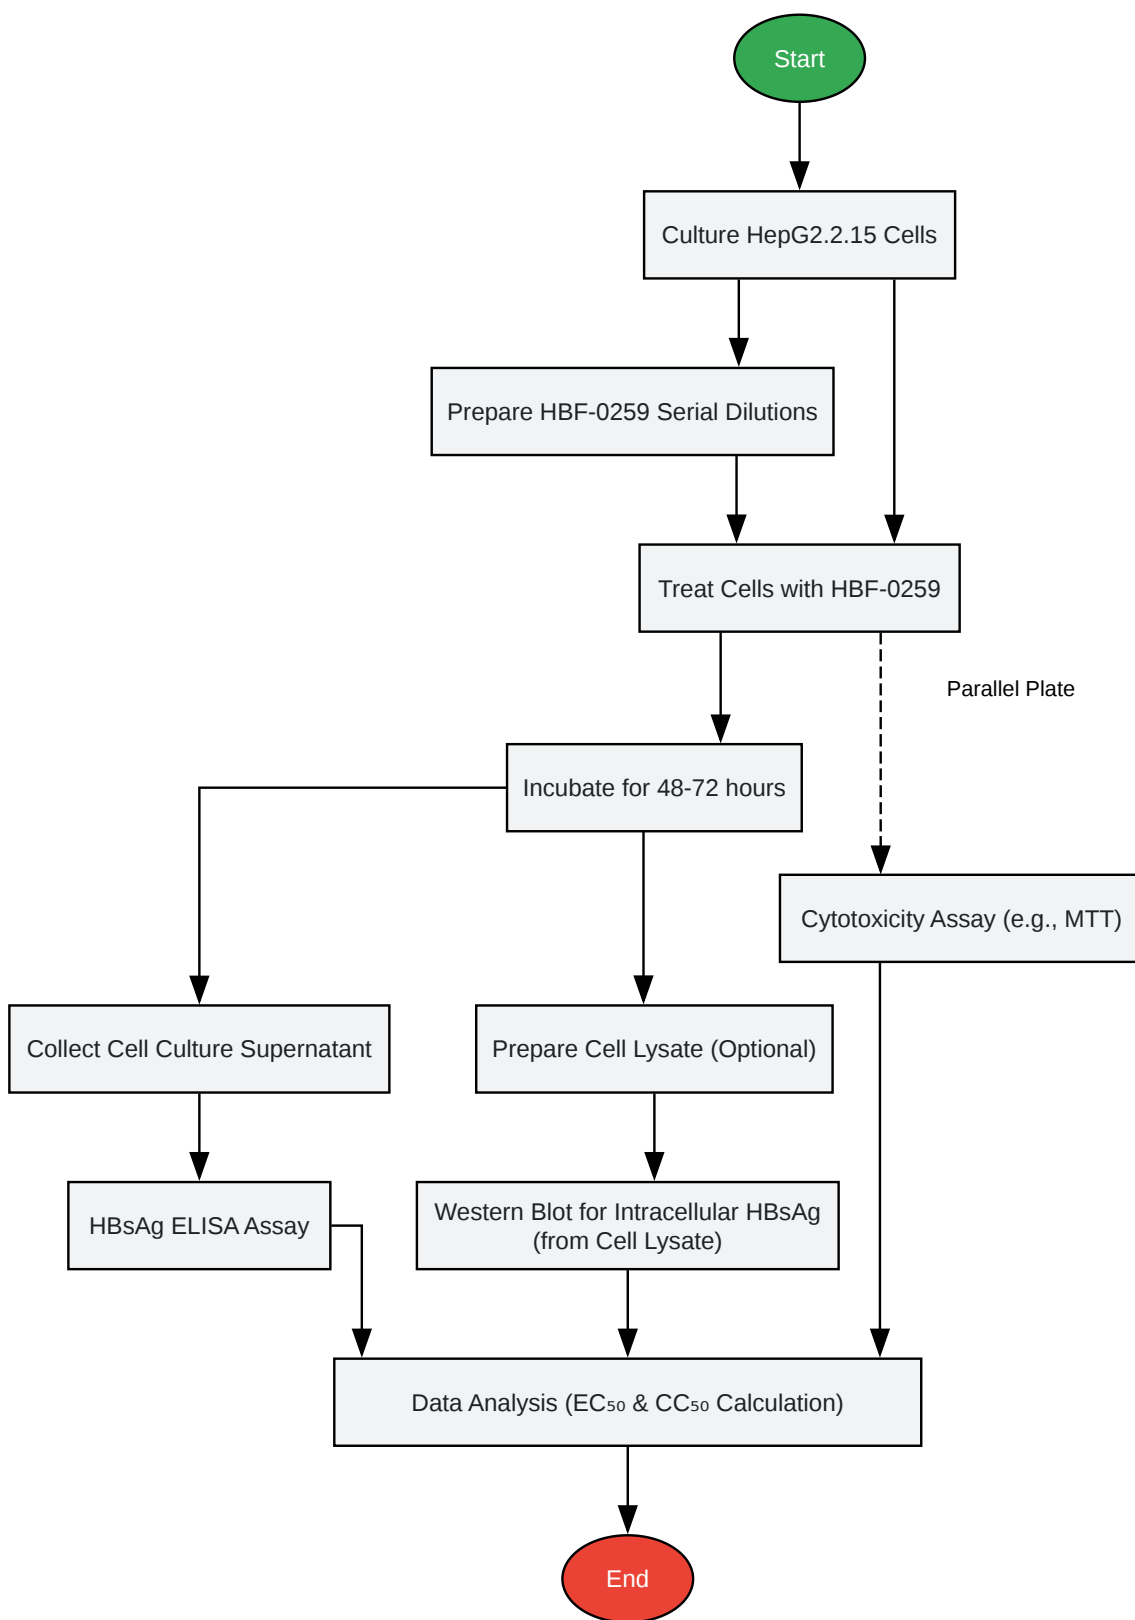 Start
Culture HepG2.2.15 Cells
Prepare HBF-0259 Serial Dilutions
Treat Cells with HBF-0259
Parallel Plate
Incubate for 48-72 hours
Cytotoxicity Assay (e.g., MTT)
Collect Cell Culture Supernatant
Prepare Cell Lysate (Optional)
HBsAg ELISA Assay
Western Blot for Intracellular HBsAg
(from Cell Lysate)
Data Analysis (EC₅₀ & CC₅₀ Calculation)
End